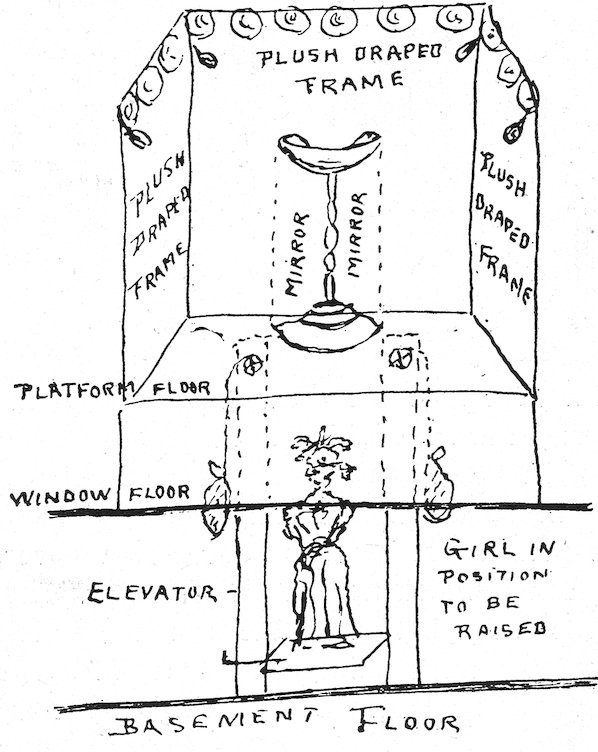 PLUSH DRAPED
FRAME
PLUSH
DRAPED
FRAME
MIRROR
MIRROR
PLUSH
DRAPED
FRAME
PLATFORM FLOOR
WINDOW FLOOR
ELEVATOR
GIRL IN
POSITION
TO BE
RAISED
BASEMENT FLOOR